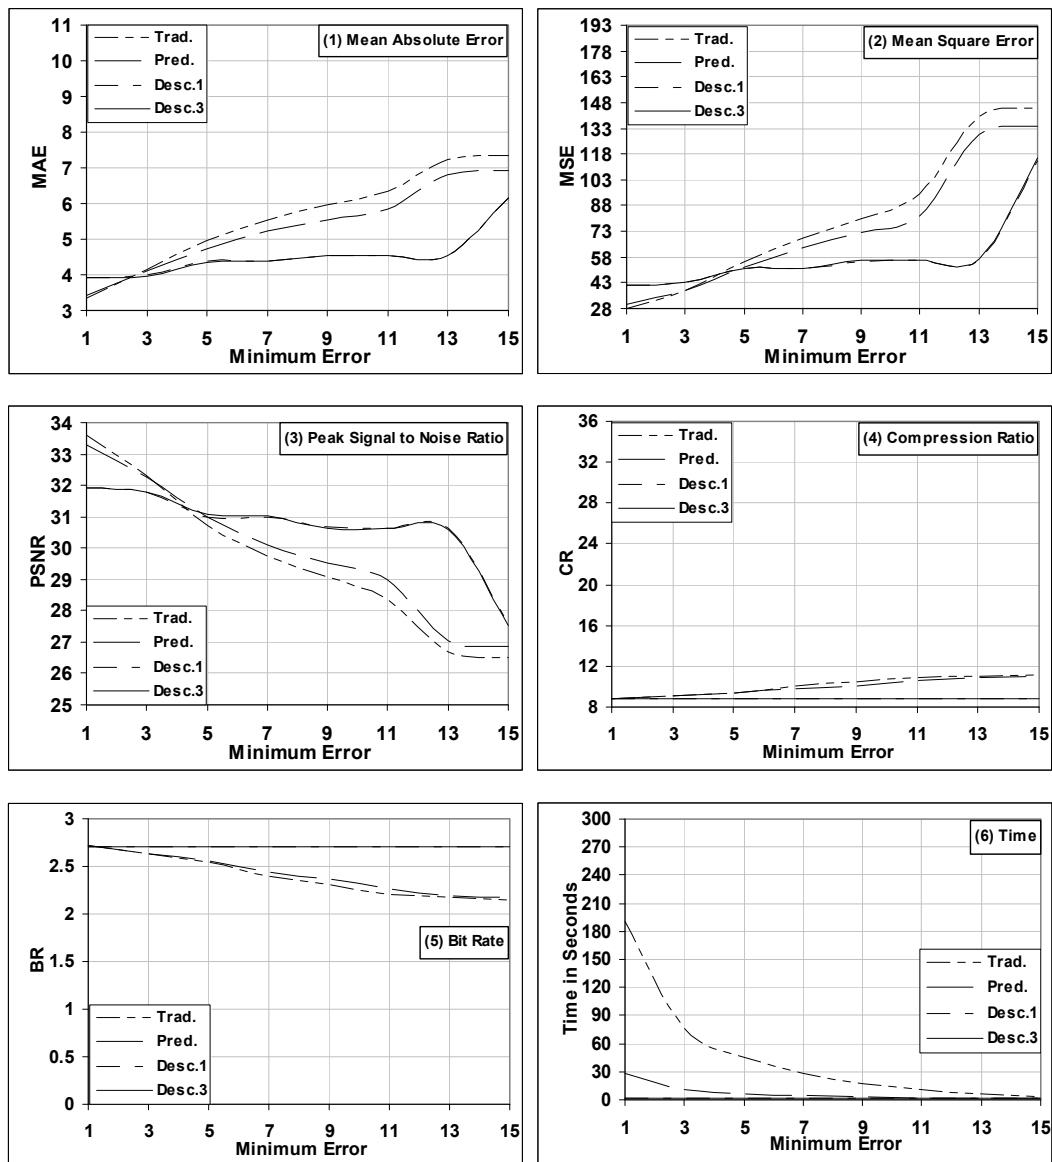 (1) Mean Absolute Error
Trad.
Pred.
Desc.1
Desc.3
MAE
11
10
9
8
7
6
5
4
3
1 3 5 7 9 11 13 15
Minimum Error
(2) Mean Square Error
Trad.
Pred.
Desc.1
Desc.3
MSE
193
178
163
148
133
118
103
88
73
58
43
28
1 3 5 7 9 11 13 15
Minimum Error
(3) Peak Signal to Noise Ratio
Trad.
Pred.
Desc.1
Desc.3
PSNR
34
33
32
31
30
29
28
27
26
25
1 3 5 7 9 11 13 15
Minimum Error
(4) Compression Ratio
Trad.
Pred.
Desc.1
Desc.3
CR
36
32
28
24
20
16
12
8
1 3 5 7 9 11 13 15
Minimum Error
(5) Bit Rate
Trad.
Pred.
Desc.1
Desc.3
BR
3
2.5
2
1.5
1
0.5
0
1 3 5 7 9 11 13 15
Minimum Error
(6) Time
Trad.
Pred.
Desc.1
Desc.3
Time in Seconds
300
270
240
210
180
150
120
90
60
30
0
1 3 5 7 9 11 13 15
Minimum Error